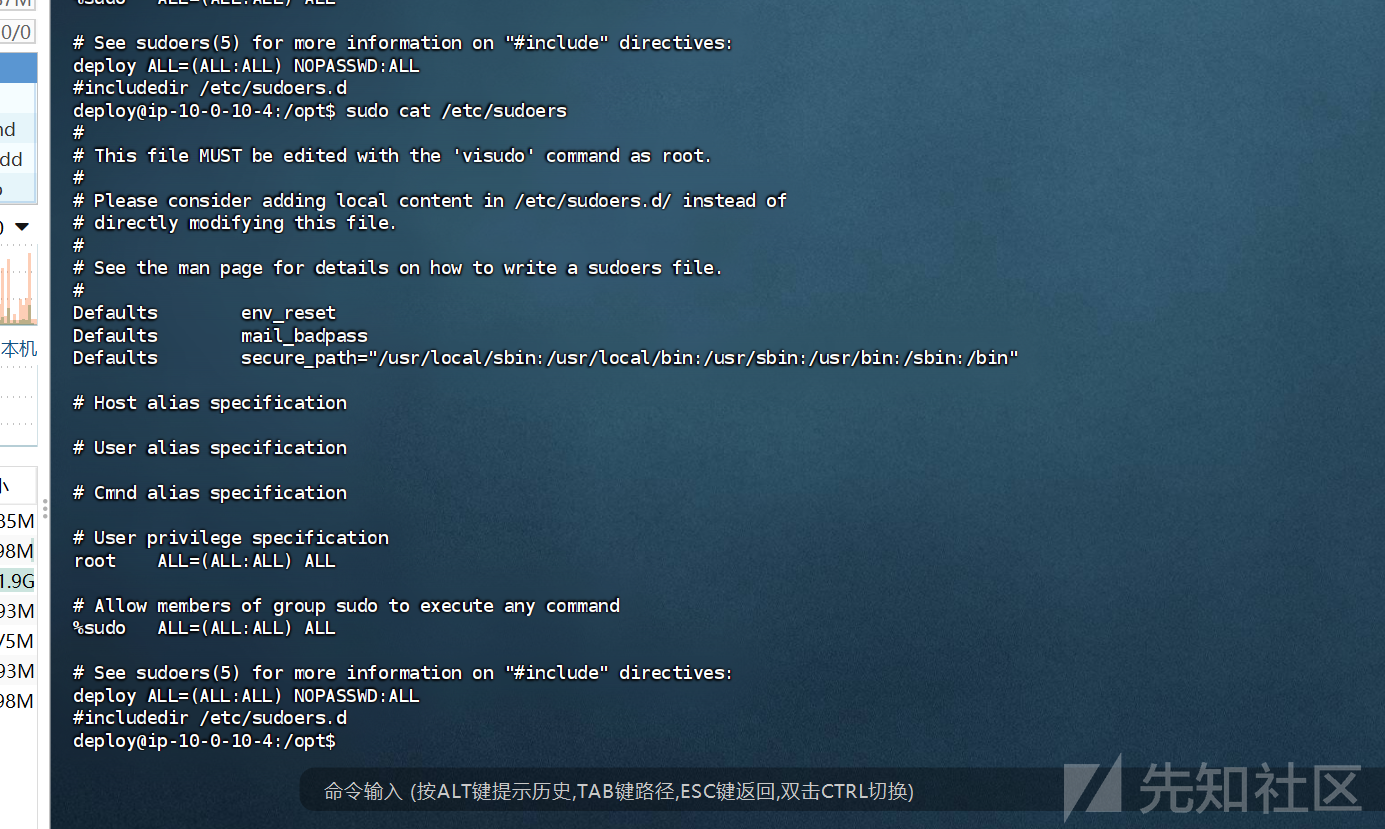 %sudo   ALL=(ALL:ALL) ALL
# See sudoers(5) for more information on "#include" directives:
deploy ALL=(ALL:ALL) NOPASSWD:ALL
#includedir /etc/sudoers.d
deploy@ip-10-0-10-4:/opt$ sudo cat /etc/sudoers
#
# This file MUST be edited with the 'visudo' command as root.
#
# Please consider adding local content in /etc/sudoers.d/ instead of
# directly modifying this file.
#
# See the man page for details on how to write a sudoers file.
#
Defaults        env_reset
Defaults        mail_badpass
Defaults        secure_path="/usr/local/sbin:/usr/local/bin:/usr/sbin:/usr/bin:/sbin:/bin"
# Host alias specification
# User alias specification
# Cmnd alias specification
# User privilege specification
root    ALL=(ALL:ALL) ALL
# Allow members of group sudo to execute any command
%sudo   ALL=(ALL:ALL) ALL
# See sudoers(5) for more information on "#include" directives:
deploy ALL=(ALL:ALL) NOPASSWD:ALL
#includedir /etc/sudoers.d
deploy@ip-10-0-10-4:/opt$
命令输入 (按ALT键提示历史,TAB键路径,ESC键返回,双击CTRL切换)
0/0
本机
1.9G
先知社区